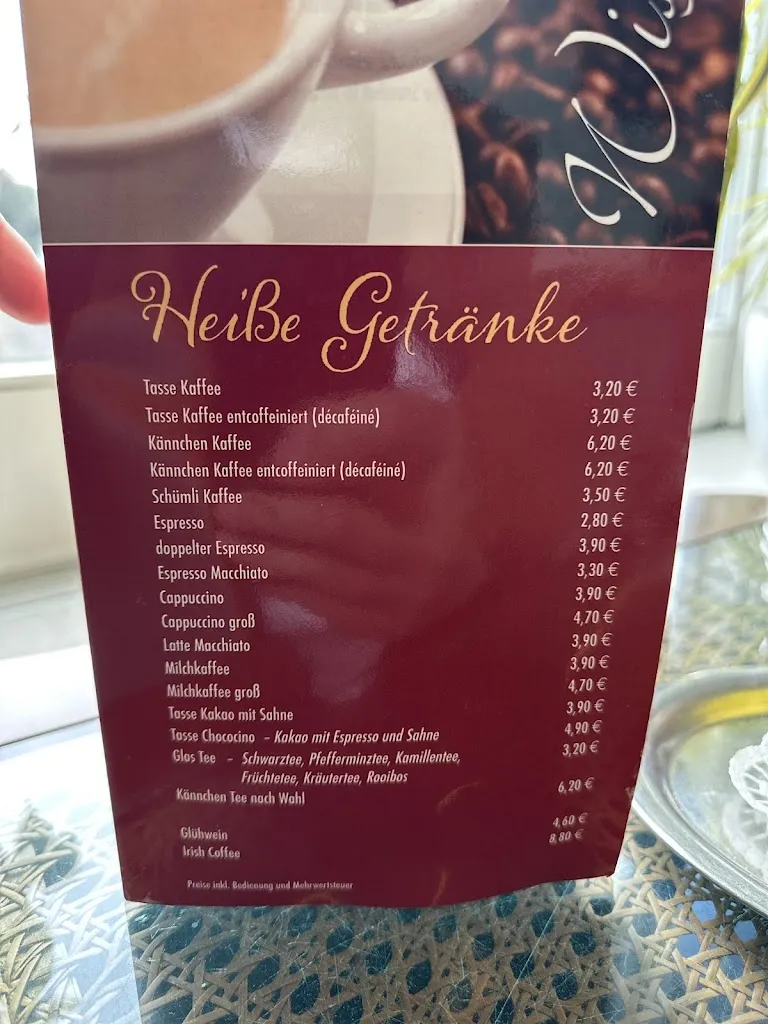 Heiße Getränke
Tasse Kaffee 3,20 €
Tasse Kaffee entcoffeiniert (décaféiné) 3,20 €
Kännchen Kaffee 6,20 €
Kännchen Kaffee entcoffeiniert (décaféiné) 6,20 €
Schümli Kaffee 3,50 €
Espresso 2,80 €
doppelter Espresso 3,90 €
Espresso Macchiato 3,30 €
Cappuccino 3,90 €
Cappuccino groß 4,70 €
Latte Macchiato 3,90 €
Milchkaffee 3,90 €
Milchkaffee groß 4,70 €
Tasse Kakao mit Sahne 3,90 €
Tasse Chococino - Kakao mit Espresso und Sahne 4,90 €
Glas Tee - Schwarztee, Pfefferminztee, Kamillentee, 3,20 €
Früchtetee, Kräutertee, Rooibos
Kännchen Tee nach Wahl 6,20 €
Glühwein 4,60 €
Irish Coffee 8,80 €
Preise inkl. Bedienung und Mehrwertsteuer